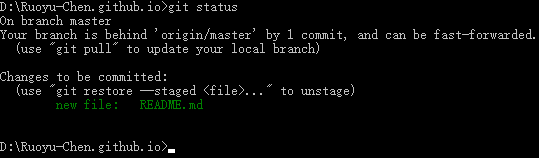 D:\Ruoyu-Chen.github.io>git status
On branch master
Your branch is behind 'origin/master' by 1 commit, and can be fast-forwarded.
  (use "git pull" to update your local branch)

Changes to be committed:
  (use "git restore --staged <file>..." to unstage)
        new file:   README.md

D:\Ruoyu-Chen.github.io>